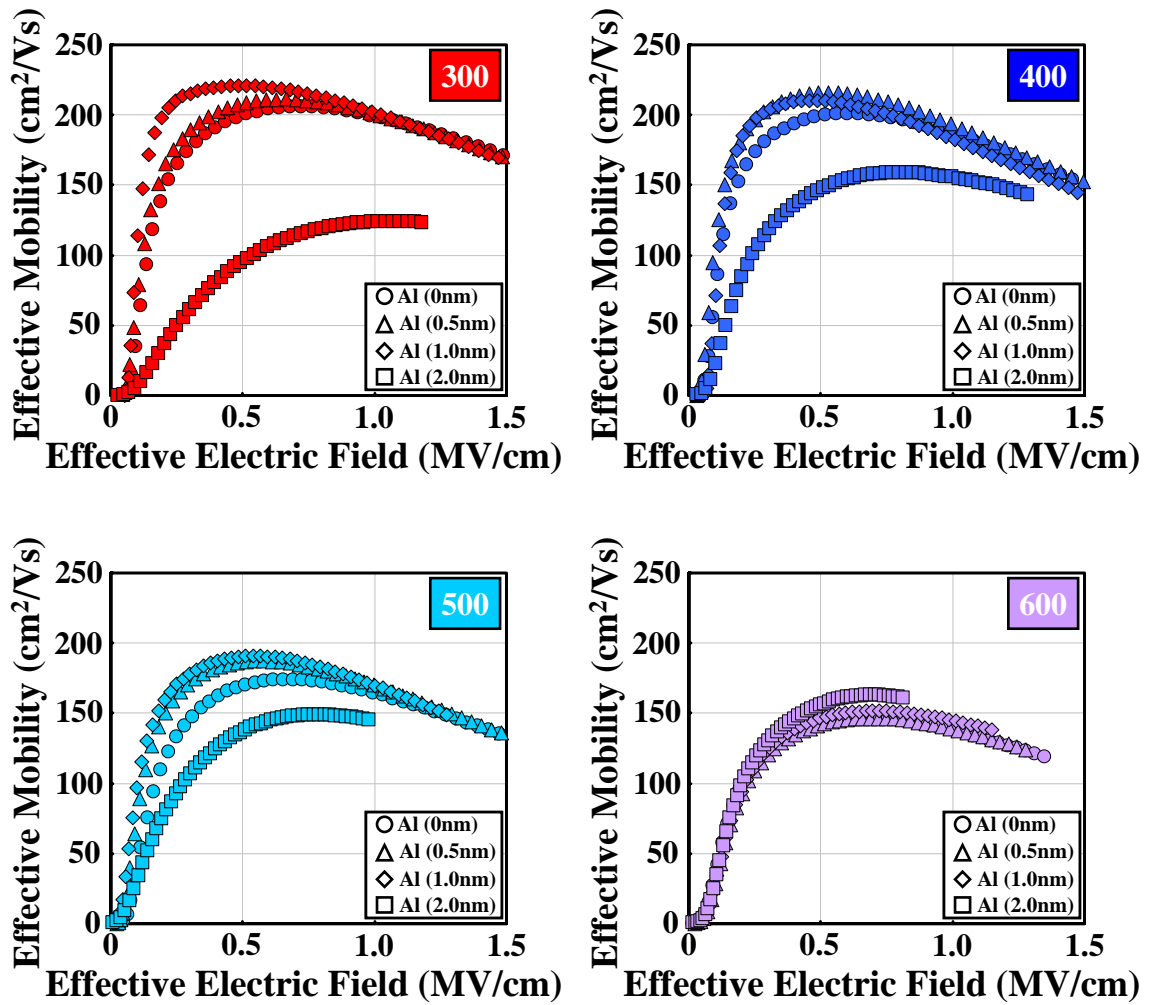 300
Effective Mobility (cm²/Vs)
250
200
150
100
50
0
Al (0nm)
Al (0.5nm)
Al (1.0nm)
Al (2.0nm)
0 0.5 1.0 1.5
Effective Electric Field (MV/cm)
400
Effective Mobility (cm²/Vs)
250
200
150
100
50
0
Al (0nm)
Al (0.5nm)
Al (1.0nm)
Al (2.0nm)
0 0.5 1.0 1.5
Effective Electric Field (MV/cm)
500
Effective Mobility (cm²/Vs)
250
200
150
100
50
0
Al (0nm)
Al (0.5nm)
Al (1.0nm)
Al (2.0nm)
0 0.5 1.0 1.5
Effective Electric Field (MV/cm)
600
Effective Mobility (cm²/Vs)
250
200
150
100
50
0
Al (0nm)
Al (0.5nm)
Al (1.0nm)
Al (2.0nm)
0 0.5 1.0 1.5
Effective Electric Field (MV/cm)